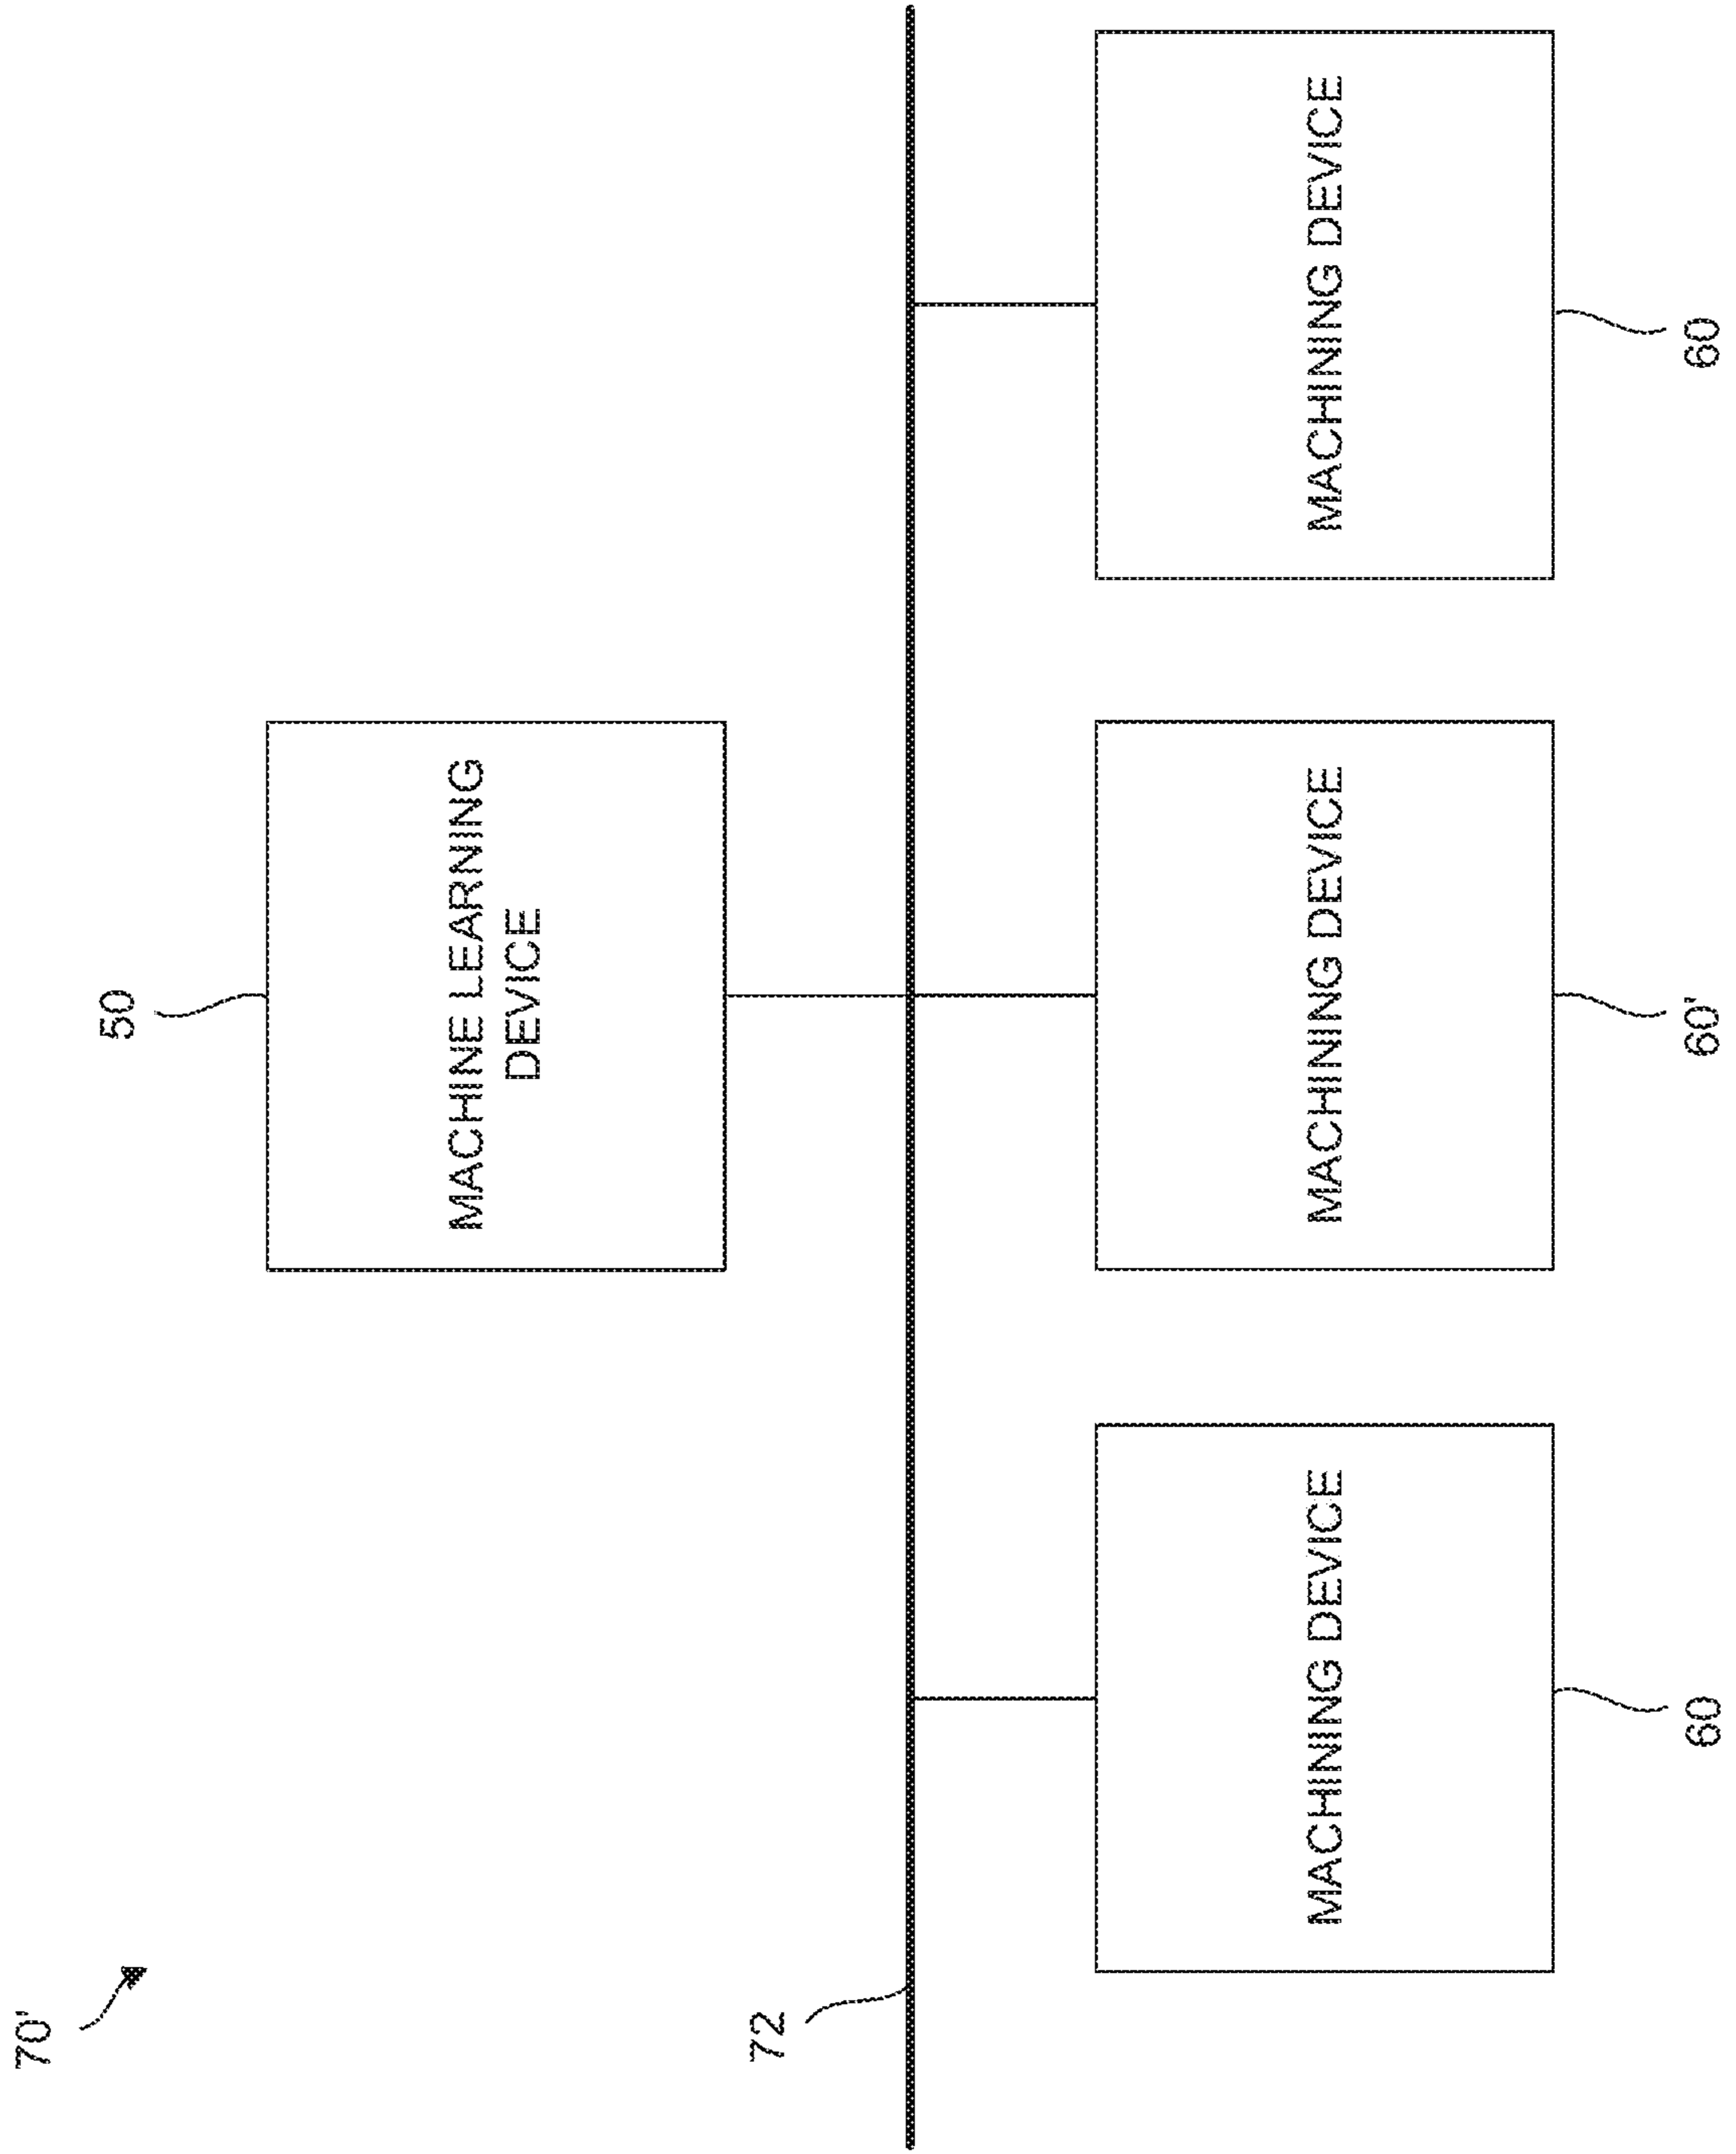 70'
50
MACHINE LEARNING
DEVICE
72
MACHINING DEVICE
MACHINING DEVICE
MACHINING DEVICE
60
60'
60